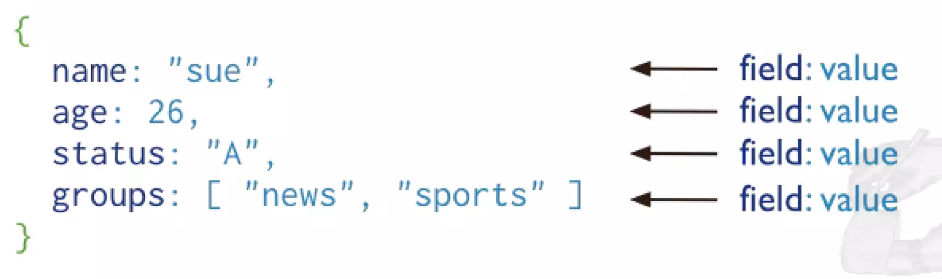 {
name: "sue", field: value
age: 26, field: value
status: "A", field: value
groups: [ "news", "sports" ] field: value
}